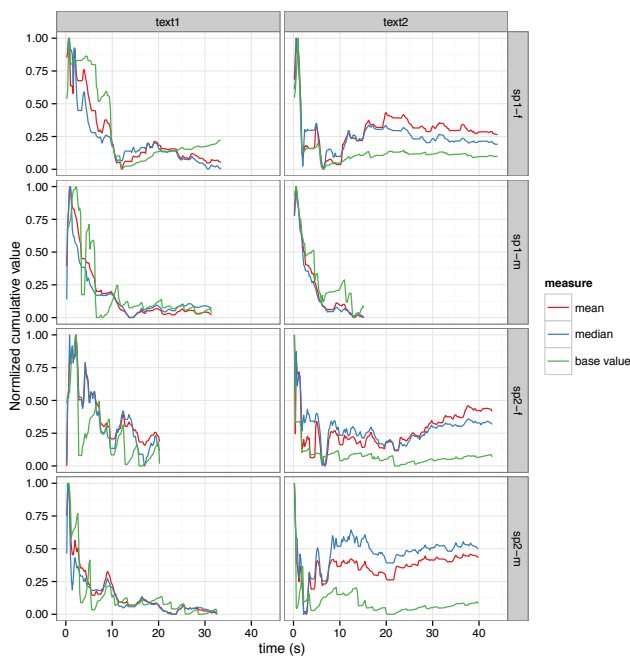 text1 text2
1.00
0.75
0.50
0.25
0.00
sp1−f
1.00
0.75
0.50
0.25
0.00
sp1−m
1.00
0.75
0.50
0.25
0.00
sp2−f
1.00
0.75
0.50
0.25
0.00
sp2−m
Normlized cumulative value
0 10 20 30 40 0 10 20 30 40
time (s)
measure
mean
median
base value